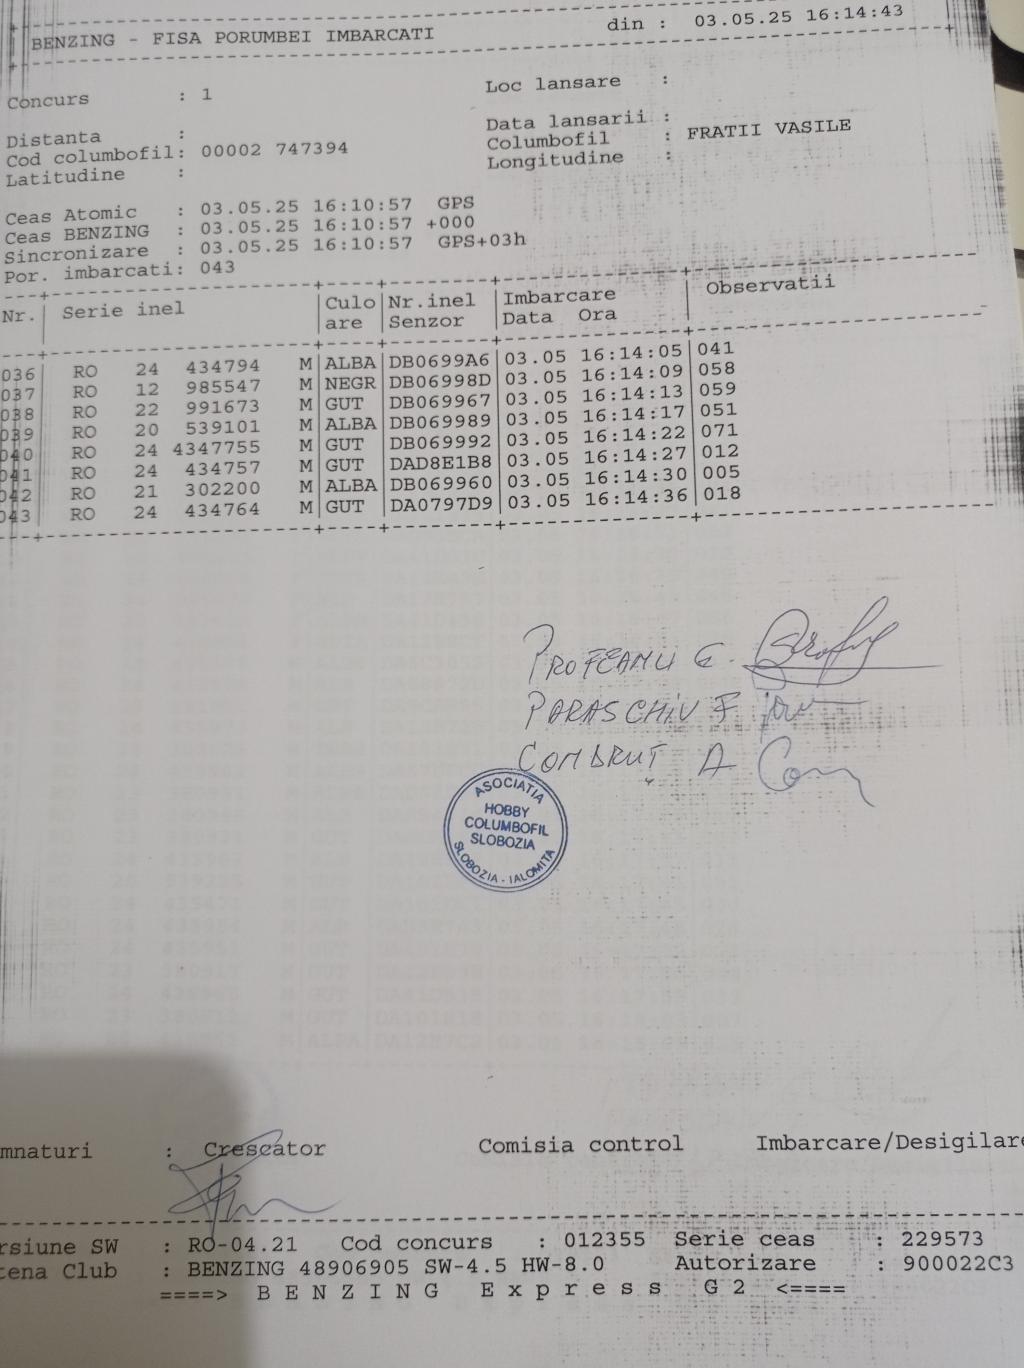 din : 03.05.25 16:14:43
BENZING - FISA PORUMBEI IMBARCATI
Concurs : 1 Loc lansare :
Distanta : Data lansarii :
Cod columbofil: 00002 747394 Columbofil : FRATII VASILE
Latitudine : Longitudine :
Ceas Atomic : 03.05.25 16:10:57 GPS
Ceas BENZING : 03.05.25 16:10:57 +000
Sincronizare : 03.05.25 16:10:57 GPS+03h
Por. imbarcati: 043
Nr. Serie inel Culo Nr.inel Imbarcare Observatii
are Senzor Data Ora
036 RO 24 434794 M ALBA DB0699A6 03.05 16:14:05 041
037 RO 12 985547 M NEGR DB06998D 03.05 16:14:09 058
038 RO 22 991673 M GUT DB069967 03.05 16:14:13 059
039 RO 20 539101 M ALBA DB069989 03.05 16:14:17 051
040 RO 24 4347755 M GUT DB069992 03.05 16:14:22 071
041 RO 24 434757 M GUT DAD8E1B8 03.05 16:14:27 012
042 RO 21 302200 M ALBA DB069960 03.05 16:14:30 005
043 RO 24 434764 M GUT DA0797D9 03.05 16:14:36 018
PROFEANU G.
PARASCHIV F
COMDRUȚ A
ASOCIATIA
HOBBY
COLUMBOFIL
SLOBOZIA
SLOBOZIA - IALOMITA
mnaturi : Crescator Comisia control Imbarcare/Desigilare
rsiune SW : RO-04.21 Cod concurs : 012355 Serie ceas : 229573
tena Club : BENZING 48906905 SW-4.5 HW-8.0 Autorizare : 900022C3
====> B E N Z I N G E x p r e s s G 2 <====